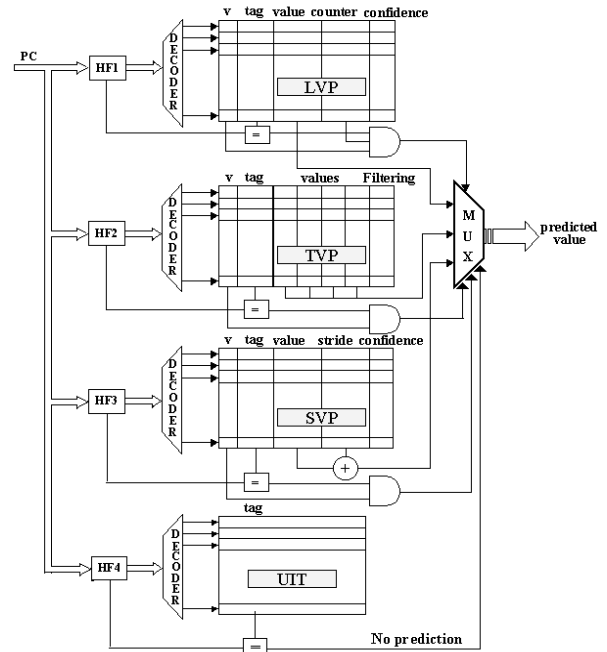 v tag value counter confidence
PC
HF1
DECODER
LVP
=
v tag values Filtering
HF2
DECODER
TVP
=
MUX
predicted
value
v tag value stride confidence
HF3
DECODER
SVP
+
=
tag
HF4
DECODER
UIT
No prediction
=